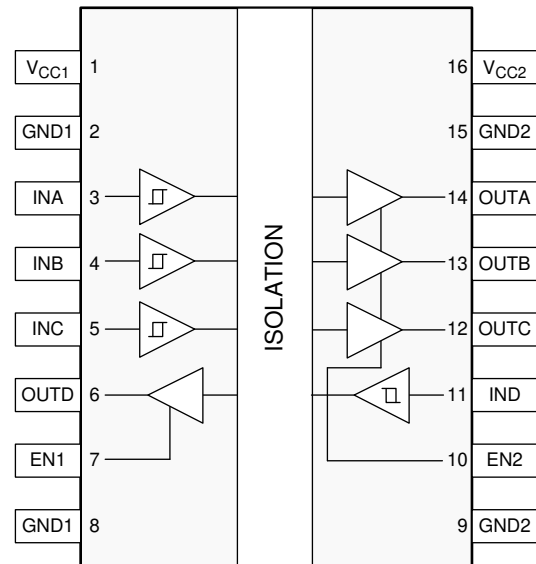 VCC1 1 16 VCC2
GND1 2 15 GND2
INA 3 14 OUTA
INB 4 13 OUTB
INC 5 12 OUTC
OUTD 6 11 IND
EN1 7 10 EN2
GND1 8 9 GND2
ISOLATION